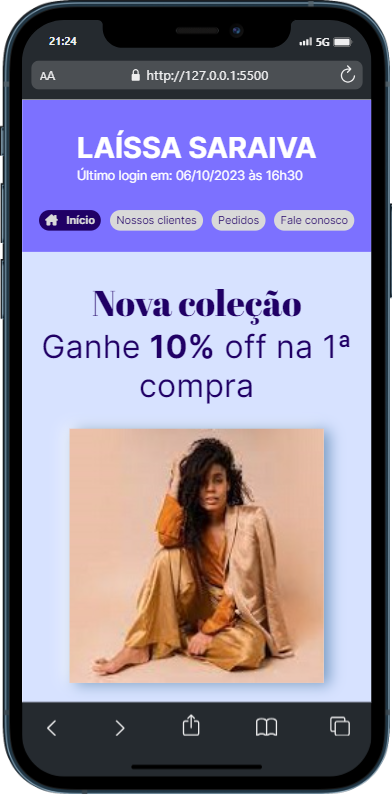 21:24
5G
AA
http://127.0.0.1:5500
LAÍSSA SARAIVA
Último login em: 06/10/2023 às 16h30
Início
Nossos clientes
Pedidos
Fale conosco
Nova coleção
Ganhe 10% off na 1ª
compra